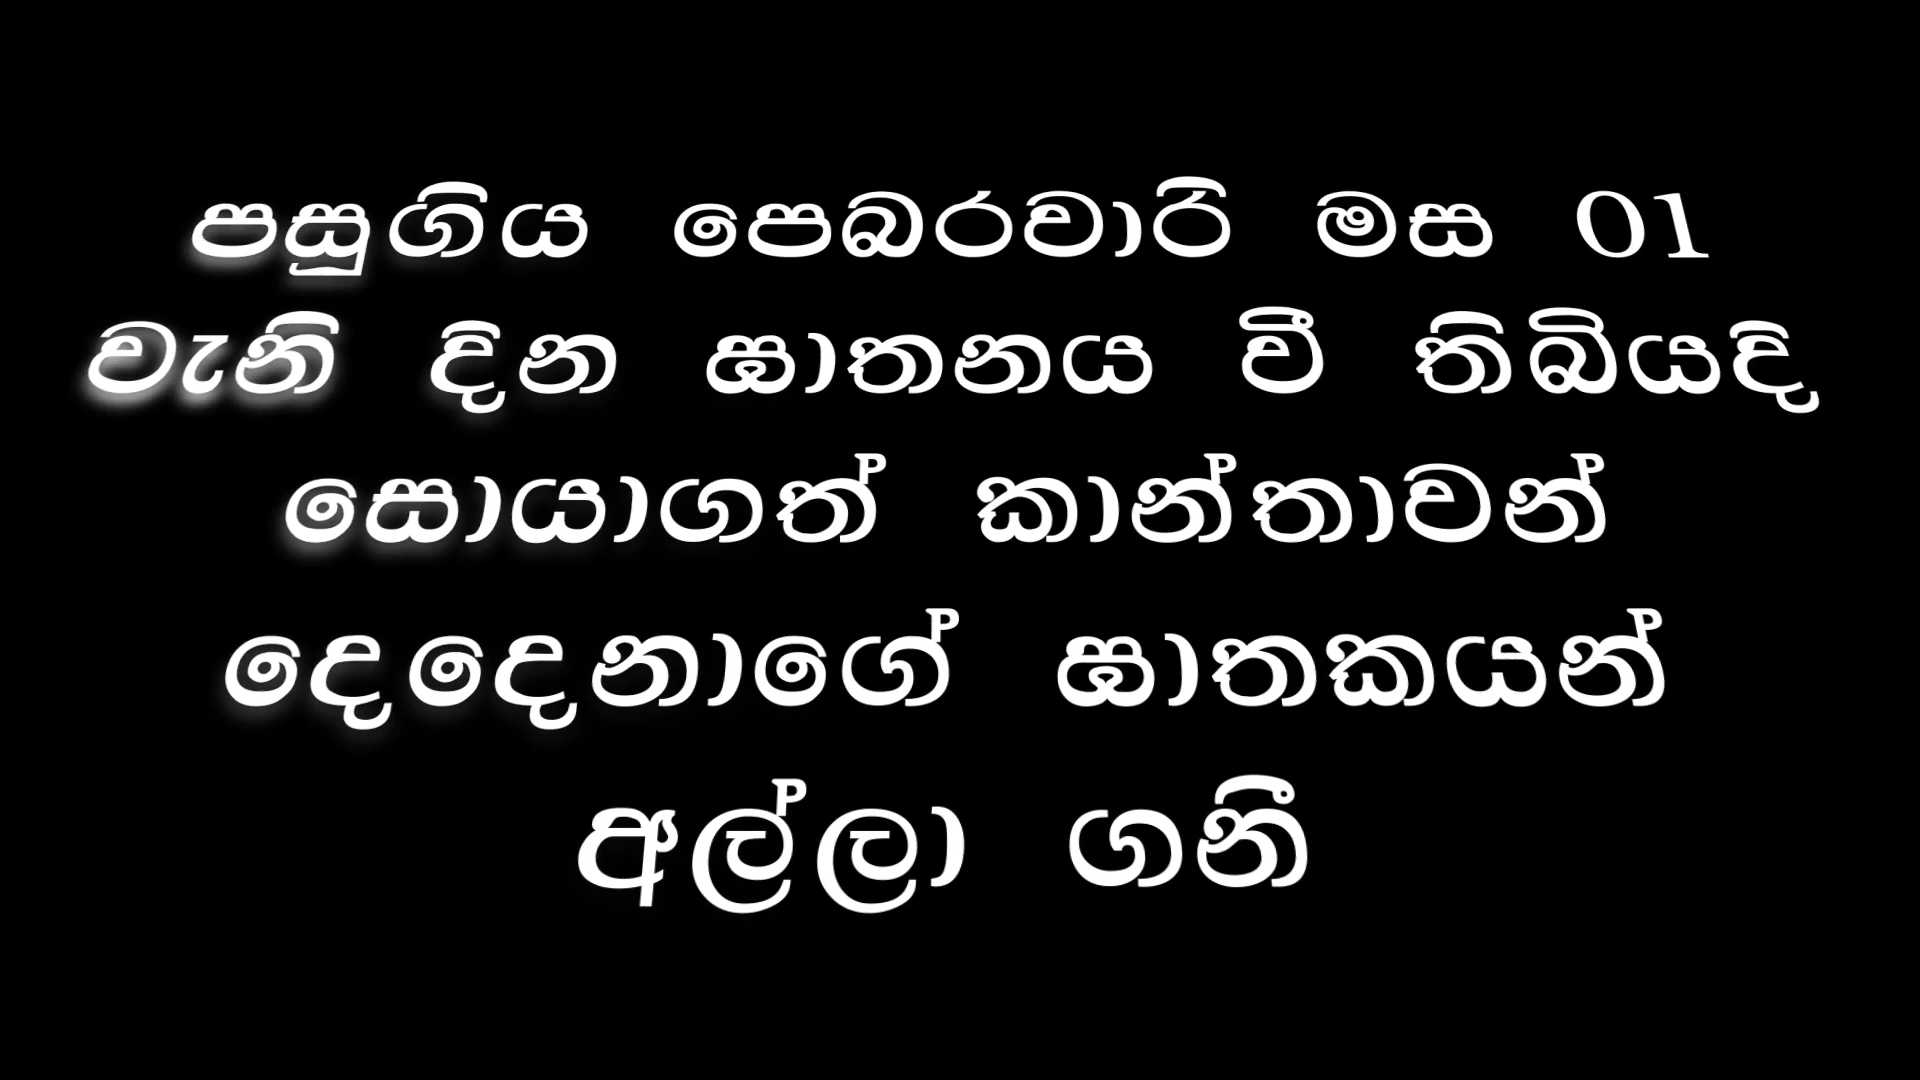 පසුගිය පෙබරවාරි මස 01
වැනි දින ඝාතනය වී තිබියදි
සොයාගත් කාන්තාවන්
දෙදෙනාගේ ඝාතකයන්
අල්ලා ගනී